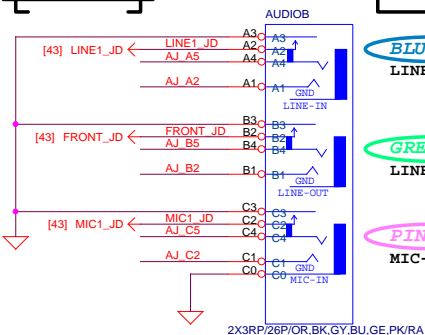 AUDIOB
A3 A3
[43] LINE1_JD LINE1_JD A2 A2
AJ_A5 A4 A4
AJ_A2 A1 A1
GND
LINE-IN
BLU
LINE
B3 B3
[43] FRONT_JD FRONT_JD B2 B2
AJ_B5 B4 B4
AJ_B2 B1 B1
GND
LINE-OUT
GRE
LINE
C3 C3
[43] MIC1_JD MIC1_JD C2 C2
AJ_C5 C4 C4
AJ_C2 C1 C1
GND
C0 C0
MIC-IN
PIN
MIC-
2X3RP/26P/OR,BK,GY,BU,GE,PK/RA